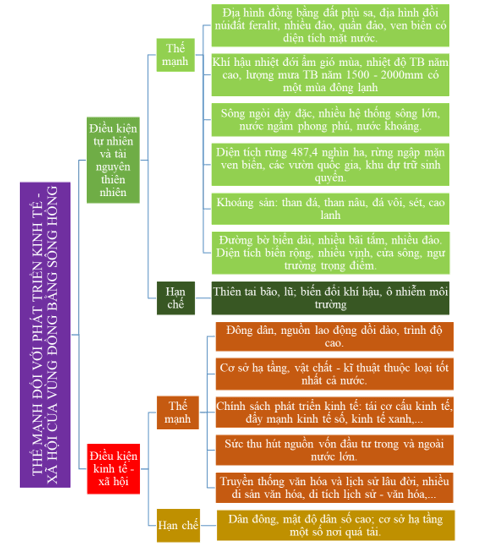 THẾ MẠNH ĐỐI VỚI PHÁT TRIỂN KINH TẾ -
XÃ HỘI CỦA VÙNG ĐỒNG BẰNG SÔNG HỒNG
Điều kiện
tự nhiên
và tài
nguyên
thiên
nhiên
Thế
mạnh
Địa hình đồng bằng đất phù sa, địa hình đồi
núiđất feralit, nhiều đảo, quần đảo, ven biển có
diện tích mặt nước.
Khí hậu nhiệt đới ẩm gió mùa, nhiệt độ TB năm
cao, lượng mưa TB năm 1500 - 2000mm có
một mùa đông lạnh
Sông ngòi dày đặc, nhiều hệ thống sông lớn,
nước ngầm phong phú, nước khoáng.
Diện tích rừng 487,4 nghìn ha, rừng ngập mặn
ven biển, các vườn quốc gia, khu dự trữ sinh
quyển.
Khoáng sản: than đá, than nâu, đá vôi, sét, cao
lanh
Đường bờ biển dài, nhiều bãi tắm, nhiều đảo.
Diện tích biển rộng, nhiều vịnh, cửa sông, ngư
trường trọng điểm.
Hạn
chế
Thiên tai bão, lũ; biến đổi khí hậu, ô nhiễm môi
trường
Điều kiện
kinh tế -
xã hội
Thế
mạnh
Đông dân, nguồn lao động dồi dào, trình độ
cao.
Cơ sở hạ tầng, vật chất - kĩ thuật thuộc loại tốt
nhất cả nước.
Chính sách phát triển kinh tế: tái cơ cấu kinh tế,
đẩy mạnh kinh tế số, kinh tế xanh,...
Sức thu hút nguồn vốn đầu tư trong và ngoài
nước lớn.
Truyền thống văn hóa và lịch sử lâu đời, nhiều
di sản văn hóa, di tích lịch sử - văn hóa,...
Hạn chế
Dân đông, mật độ dân số cao; cơ sở hạ tầng
một số nơi quá tải.